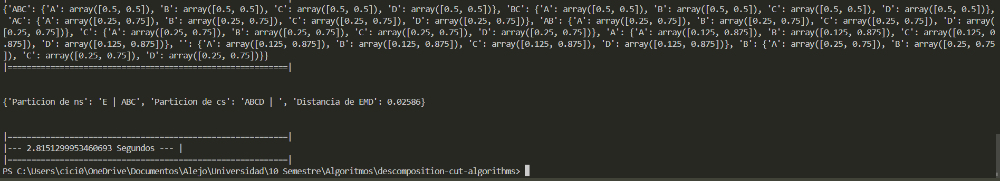 {'ABC': {'A': array([0.5, 0.5]), 'B': array([0.5, 0.5]), 'C': array([0.5, 0.5]), 'D': array([0.5, 0.5])}, 'BC': {'A': array([0.5, 0.5]), 'B': array([0.5, 0.5]), 'C': array([0.5, 0.5]), 'D': array([0.5, 0.5])},
'AC': {'A': array([0.25, 0.75]), 'B': array([0.25, 0.75]), 'C': array([0.25, 0.75]), 'D': array([0.25, 0.75])}, 'AB': {'A': array([0.25, 0.75]), 'B': array([0.25, 0.75]), 'C': array([0.25, 0.75]), 'D': array(
[0.25, 0.75])}, 'C': {'A': array([0.25, 0.75]), 'B': array([0.25, 0.75]), 'C': array([0.25, 0.75]), 'D': array([0.25, 0.75])}, 'A': {'A': array([0.125, 0.875]), 'B': array([0.125, 0.875]), 'C': array([0.125, 0
.875]), 'D': array([0.125, 0.875])}, '': {'A': array([0.125, 0.875]), 'B': array([0.125, 0.875]), 'C': array([0.125, 0.875]), 'D': array([0.125, 0.875])}, 'B': {'A': array([0.25, 0.75]), 'B': array([0.25, 0.75
]), 'C': array([0.25, 0.75]), 'D': array([0.25, 0.75])}}
|===========================================================|
{'Particion de ns': 'E | ABC', 'Particion de cs': 'ABCD | ', 'Distancia de EMD': 0.02586}
|===========================================================|
|--- 2.8151299953460693 Segundos --- |
|===========================================================|
PS C:\Users\cici0\OneDrive\Documentos\Alejo\Universidad\10 Semestre\Algoritmos\descomposition-cut-algorithms>